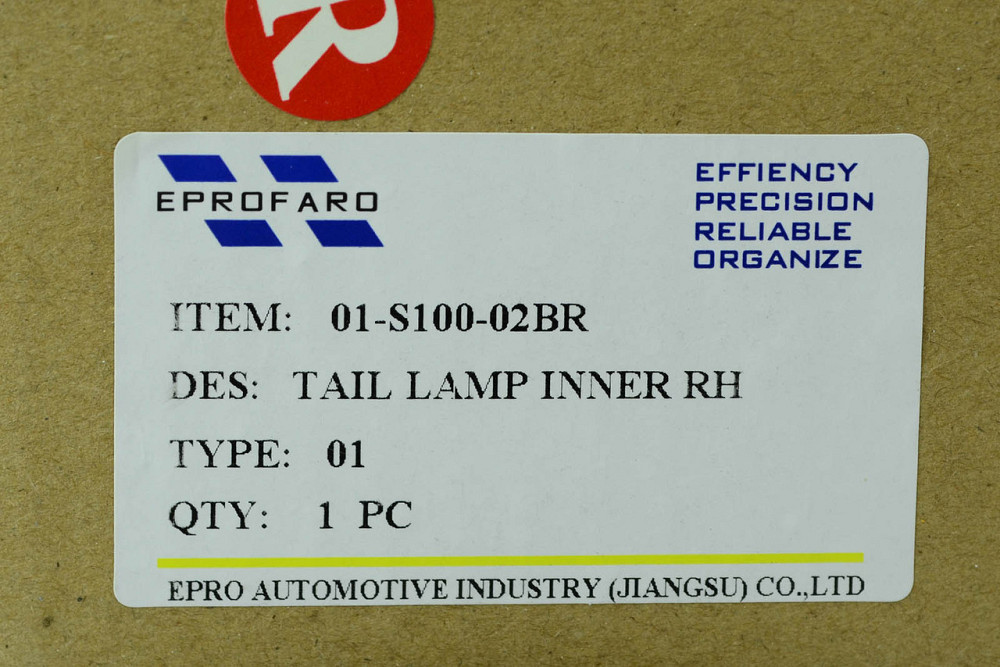 R
EPROFARO
EFFIENCY
PRECISION
RELIABLE
ORGANIZE
ITEM: 01-S100-02BR
DES: TAIL LAMP INNER RH
TYPE: 01
QTY: 1 PC
EPRO AUTOMOTIVE INDUSTRY (JIANGSU) CO.,LTD